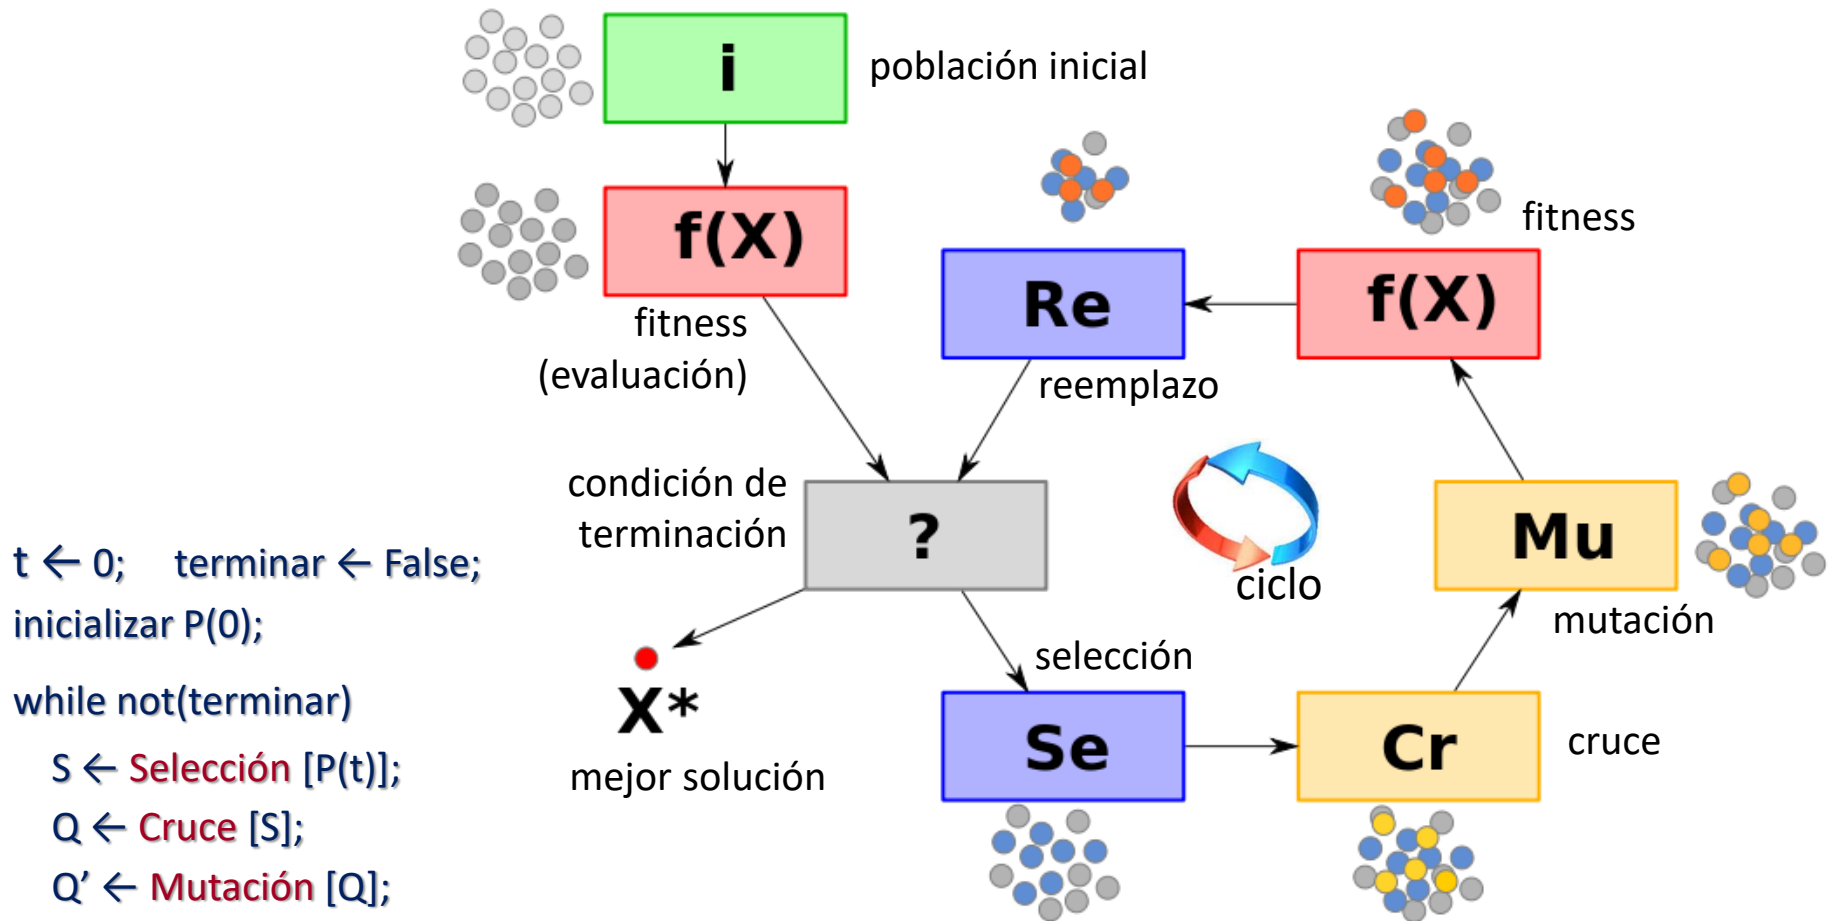 i
población inicial
f(X)
fitness
(evaluación)
Re
reemplazo
f(X)
fitness
condición de
terminación
?
ciclo
Mu
mutación
X*
mejor solución
selección
Se
Cr
cruce
t ← 0; terminar ← False;
inicializar P(0);
while not(terminar)
S ← Selección [P(t)];
Q ← Cruce [S];
Q’ ← Mutación [Q];